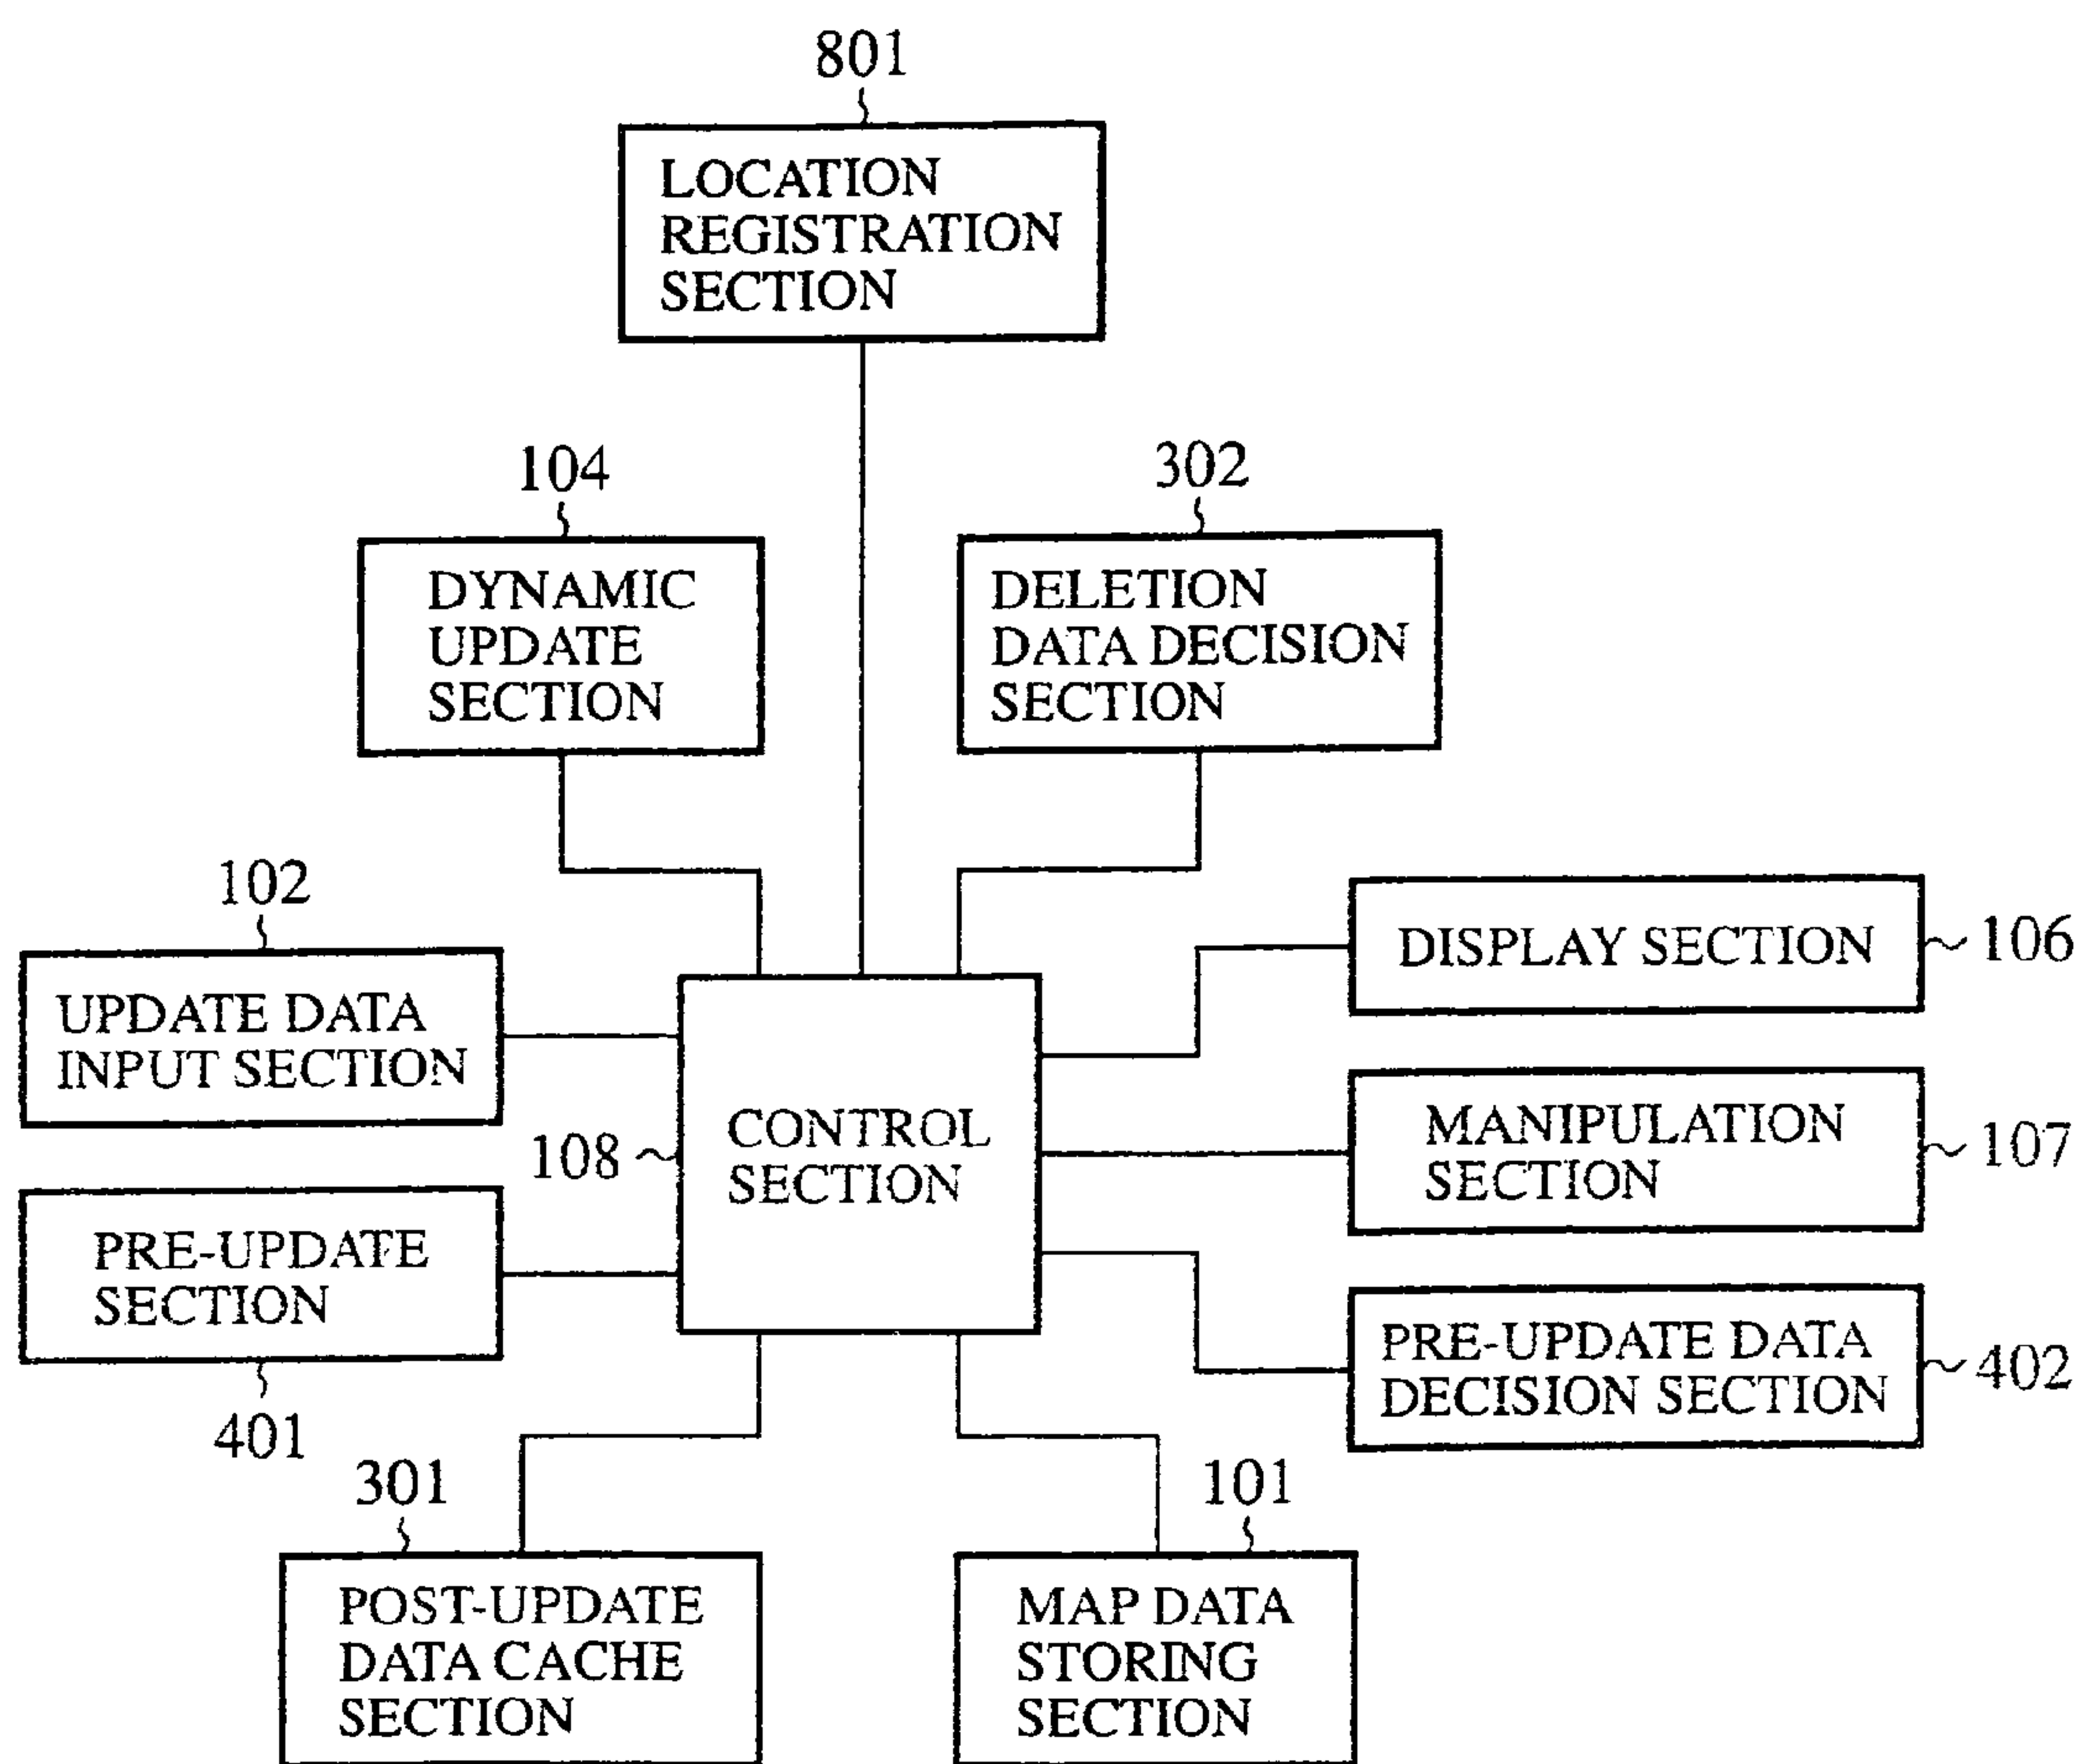 801
LOCATION
REGISTRATION
SECTION
104
302
DYNAMIC
UPDATE
SECTION
DELETION
DATA DECISION
SECTION
102
UPDATE DATA
INPUT SECTION
DISPLAY SECTION
106
108
CONTROL
SECTION
MANIPULATION
SECTION
107
PRE-UPDATE
SECTION
401
PRE-UPDATE DATA
DECISION SECTION
402
301
101
POST-UPDATE
DATA CACHE
SECTION
MAP DATA
STORING
SECTION